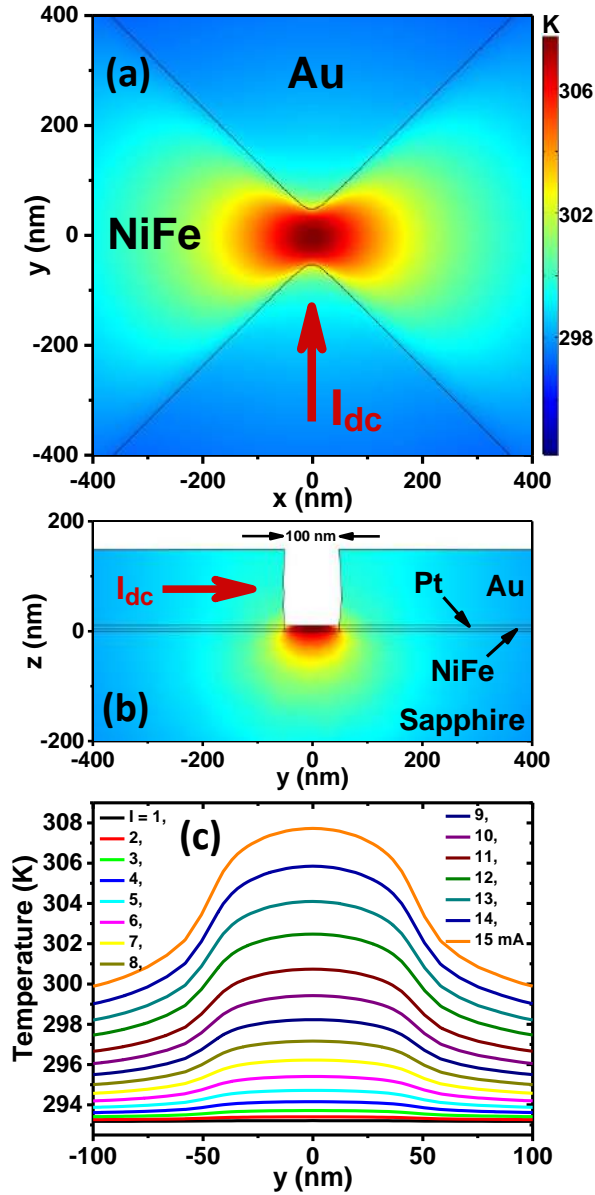 K
(a)
Au
NiFe
I_dc
400
200
0
-200
-400
y (nm)
-400 -200 0 200 400
x (nm)
306
302
298
200
0
-200
z (nm)
100 nm
I_dc
Pt
Au
NiFe
Sapphire
(b)
-400 -200 0 200 400
y (nm)
308
306
304
302
300
298
296
294
Temperature (K)
(c)
I = 1,
2,
3,
4,
5,
6,
7,
8,
9,
10,
11,
12,
13,
14,
15 mA
-100 -50 0 50 100
y (nm)